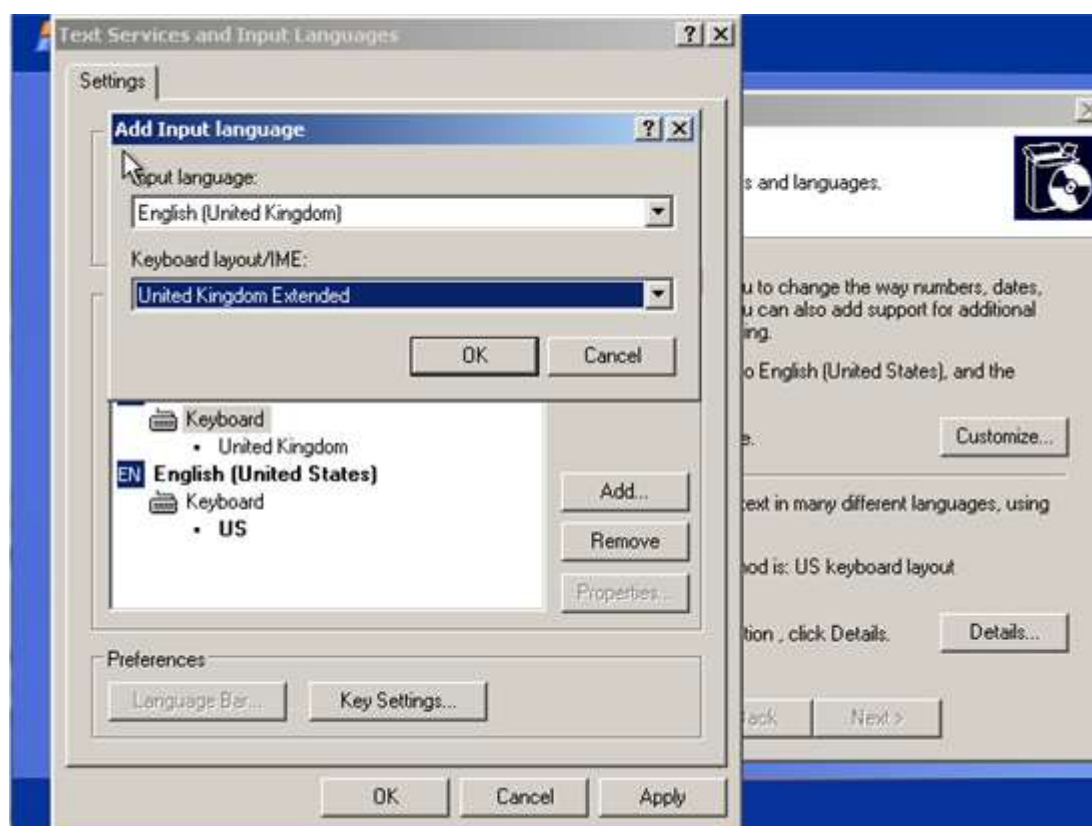 Text Services and Input Languages
Settings
Add Input language
Input language:
English (United Kingdom)
Keyboard layout/IME:
United Kingdom Extended
OK
Cancel
Keyboard
• United Kingdom
EN English (United States)
Keyboard
• US
Add...
Remove
Properties...
Preferences
Language Bar...
Key Settings...
OK
Cancel
Apply
s and languages.
u to change the way numbers, dates,
u can also add support for additional
ing.
o English (United States), and the
e.
Customize...
text in many different languages, using
hod is: US keyboard layout
tion , click Details.
Details...
Back
Next >